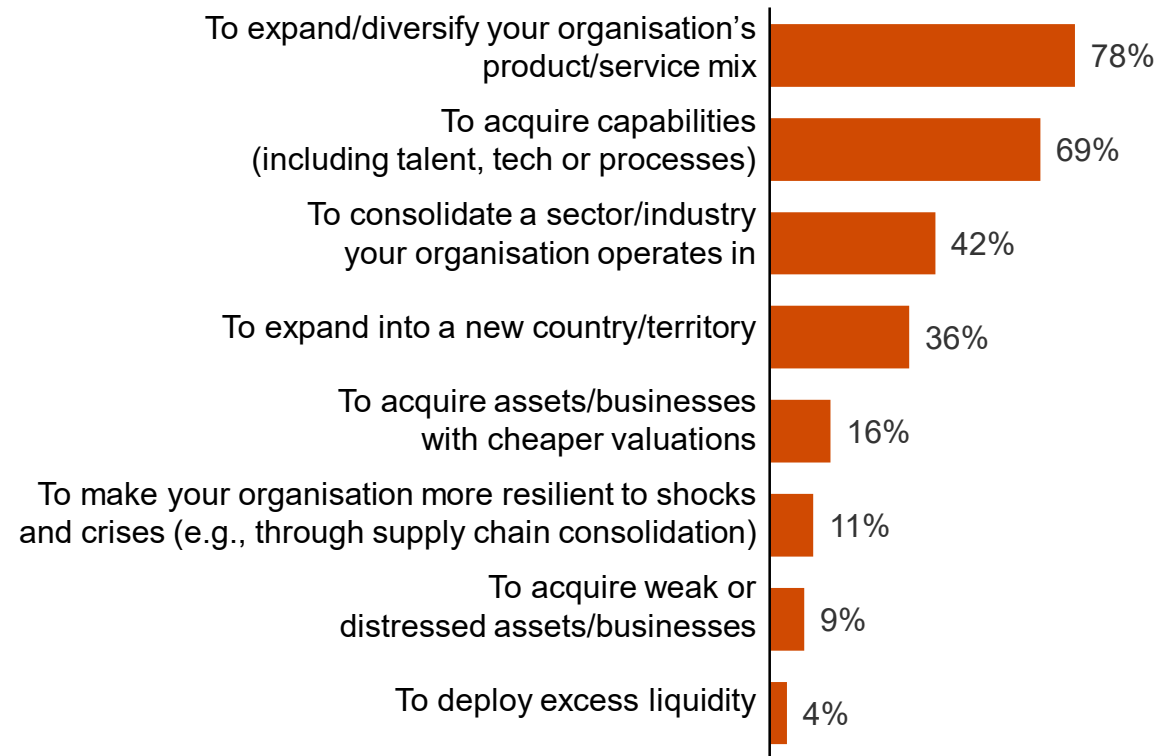 To expand/diversify your organisation’s
product/service mix
78%
To acquire capabilities
(including talent, tech or processes)
69%
To consolidate a sector/industry
your organisation operates in
42%
To expand into a new country/territory
36%
To acquire assets/businesses
with cheaper valuations
16%
To make your organisation more resilient to shocks
and crises (e.g., through supply chain consolidation)
11%
To acquire weak or
distressed assets/businesses
9%
To deploy excess liquidity
4%